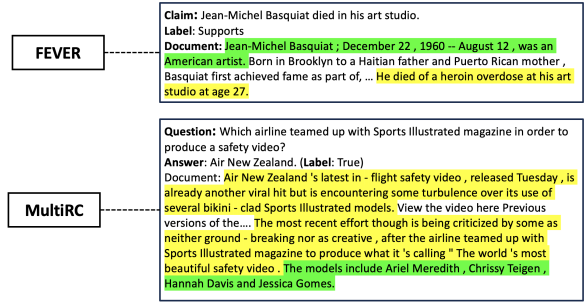 FEVER
Claim: Jean-Michel Basquiat died in his art studio.
Label: Supports
Document: Jean-Michel Basquiat ; December 22 , 1960 -- August 12 , was an
American artist. Born in Brooklyn to a Haitian father and Puerto Rican mother ,
Basquiat first achieved fame as part of, ... He died of a heroin overdose at his art
studio at age 27.
MultiRC
Question: Which airline teamed up with Sports Illustrated magazine in order to
produce a safety video?
Answer: Air New Zealand. (Label: True)
Document: Air New Zealand 's latest in - flight safety video , released Tuesday , is
already another viral hit but is encountering some turbulence over its use of
several bikini - clad Sports Illustrated models. View the video here Previous
versions of the.... The most recent effort though is being criticized by some as
neither ground - breaking nor as creative , after the airline teamed up with
Sports Illustrated magazine to produce what it 's calling " The world 's most
beautiful safety video . The models include Ariel Meredith , Chrissy Teigen ,
Hannah Davis and Jessica Gomes.